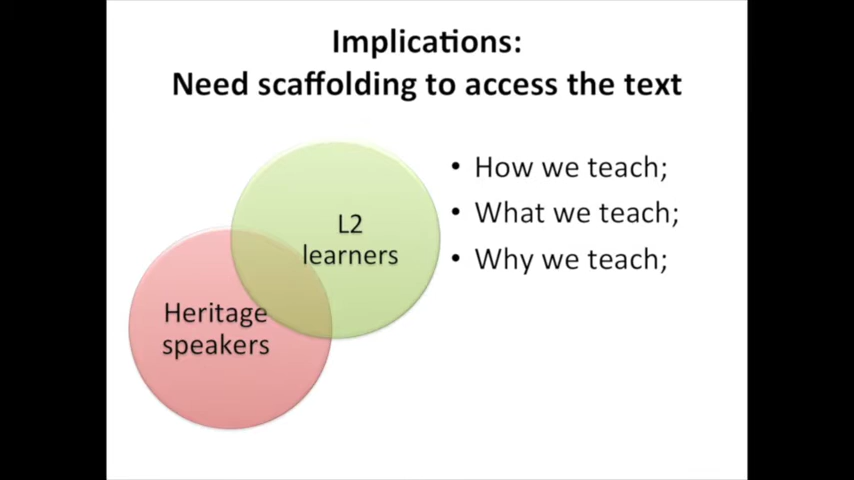 Implications:
Need scaffolding to access the text
L2
learners
Heritage
speakers
• How we teach;
• What we teach;
• Why we teach;